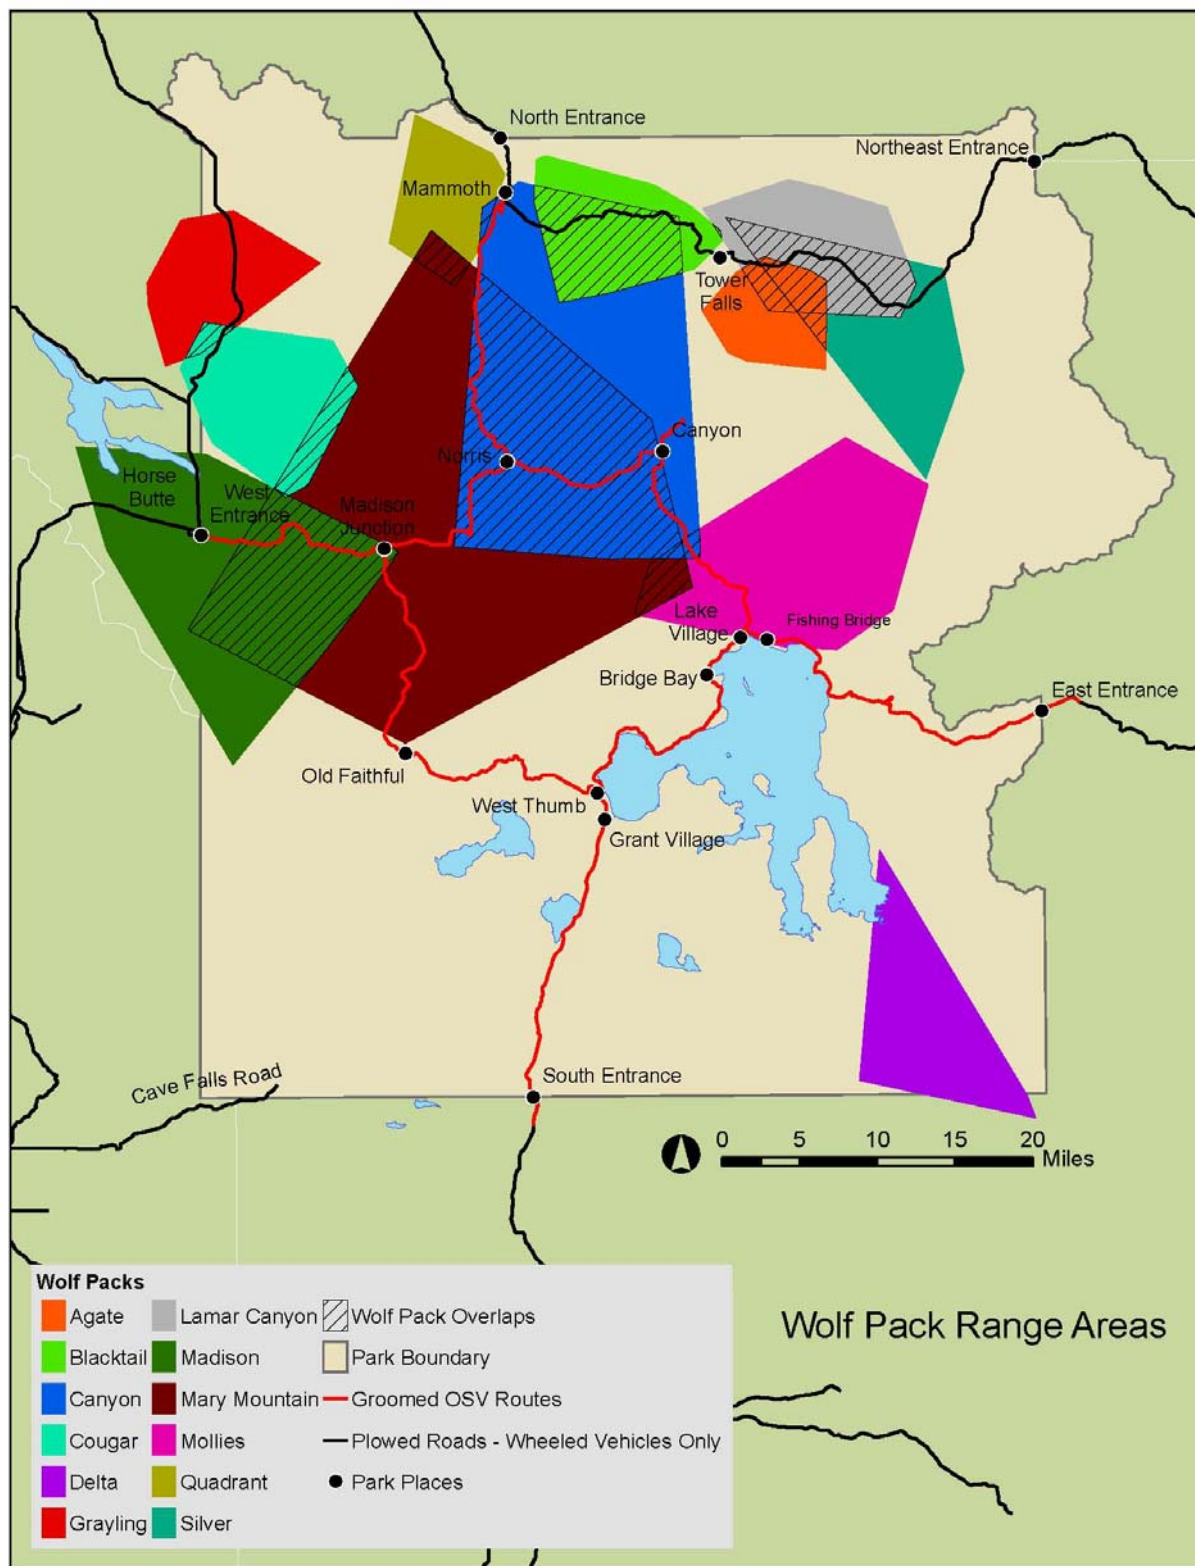 North Entrance
Northeast Entrance
Mammoth
Tower
Falls
Canyon
Norris
Horse
Butte
West
Entrance
Madison
Junction
Lake
Village
Fishing Bridge
Bridge Bay
East Entrance
Old Faithful
West Thumb
Grant Village
South Entrance
Cave Falls Road
0 5 10 15 20
Miles
Wolf Packs
Agate Lamar Canyon Wolf Pack Overlaps
Blacktail Madison Park Boundary
Canyon Mary Mountain Groomed OSV Routes
Cougar Mollies Plowed Roads - Wheeled Vehicles Only
Delta Quadrant Park Places
Grayling Silver
Wolf Pack Range Areas